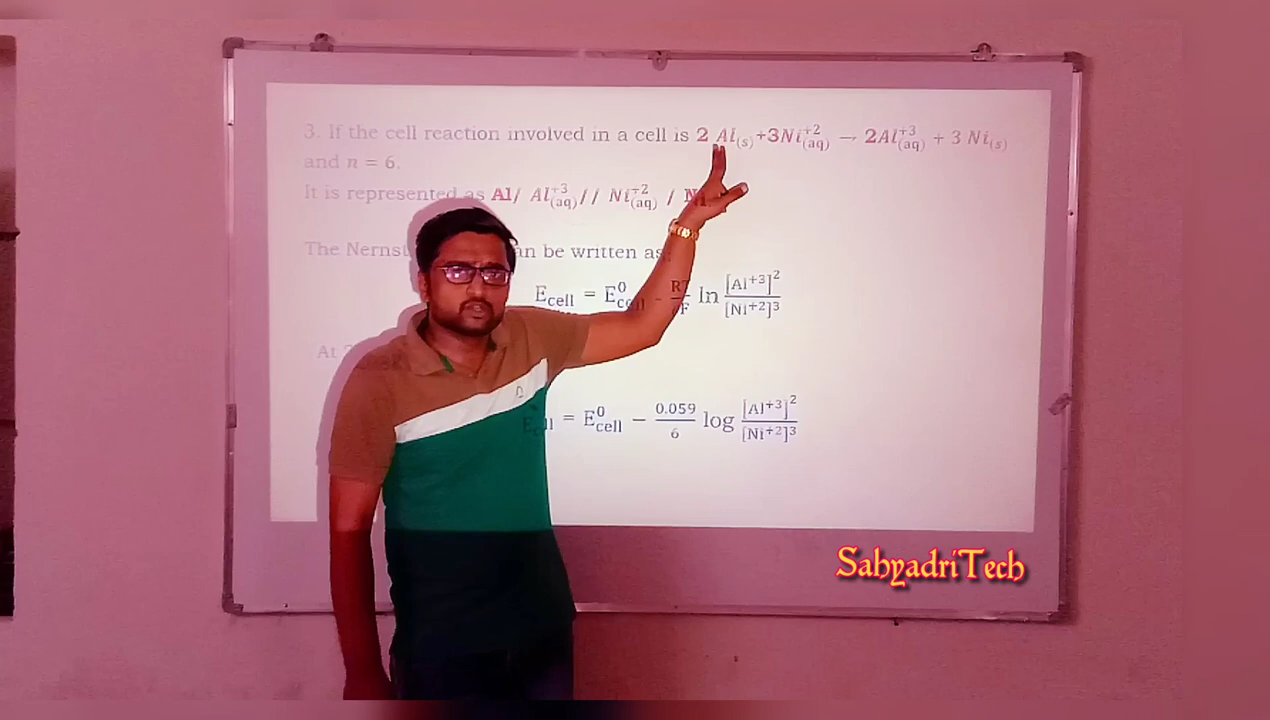 3. If the cell reaction involved in a cell is 2 Al(s)+3Ni+2(aq) → 2Al+3(aq) + 3 Ni(s)
and n = 6.
It is represented as Al/ Al+3(aq)// Ni+2(aq) / Ni
The Nernst an be written as
Ecell = E0cell - RT/F ln [Al+3]2/[Ni+2]3
At
Ecell = E0cell − 0.059/6 log [Al+3]2/[Ni+2]3
SahyadriTech